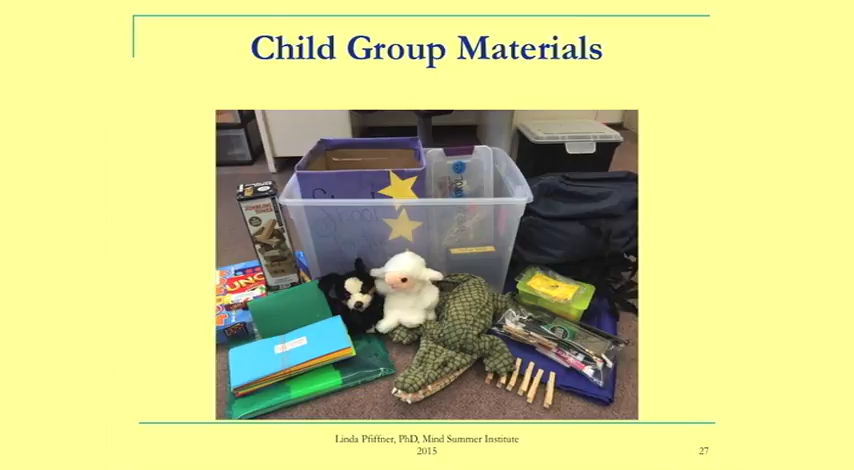 Child Group Materials
UNO
Linda Pfiffner, PhD, Mind Summer Institute
2015
27